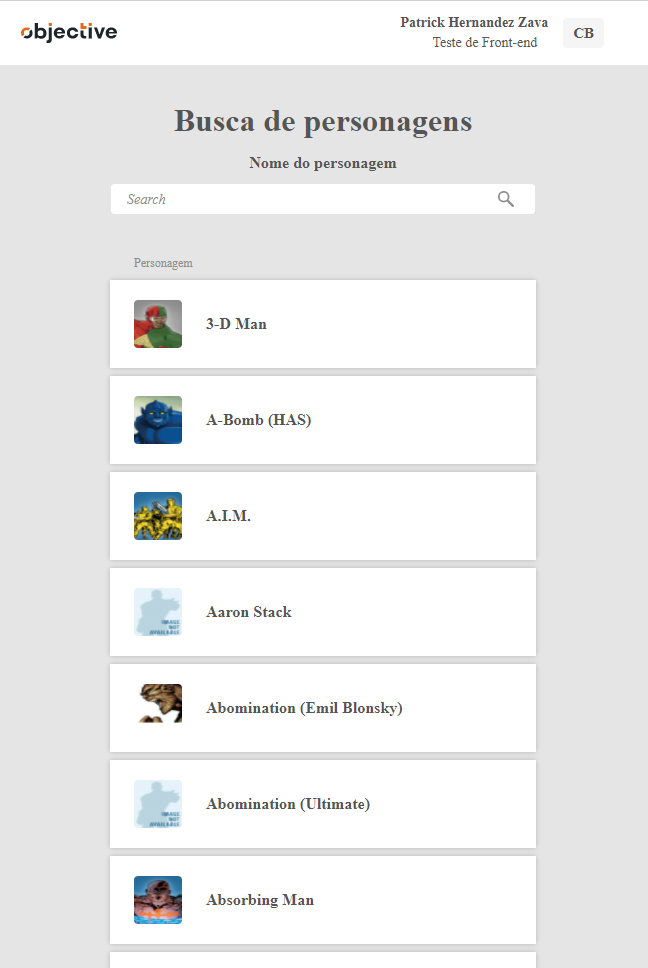 objective
Patrick Hernandez Zava
Teste de Front-end
CB
Busca de personagens
Nome do personagem
Search
Personagem
3-D Man
A-Bomb (HAS)
A.I.M.
Aaron Stack
IMAGE
NOT
AVAILABLE
Abomination (Emil Blonsky)
Abomination (Ultimate)
IMAGE
NOT
AVAILABLE
Absorbing Man